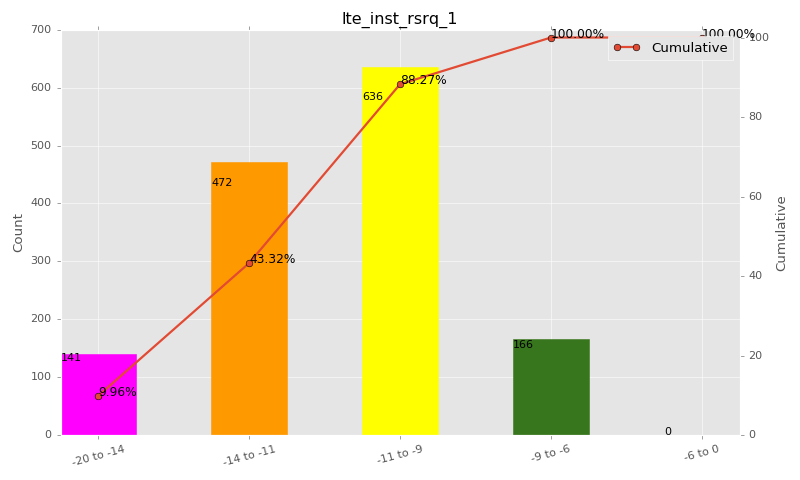 lte_inst_rsrq_1
700
600
500
400
300
200
100
0
Count
100
80
60
40
20
0
Cumulative
Cumulative
141
472
636
166
0
9.96%
43.32%
88.27%
100.00%
100.00%
-20 to -14
-14 to -11
-11 to -9
-9 to -6
-6 to 0